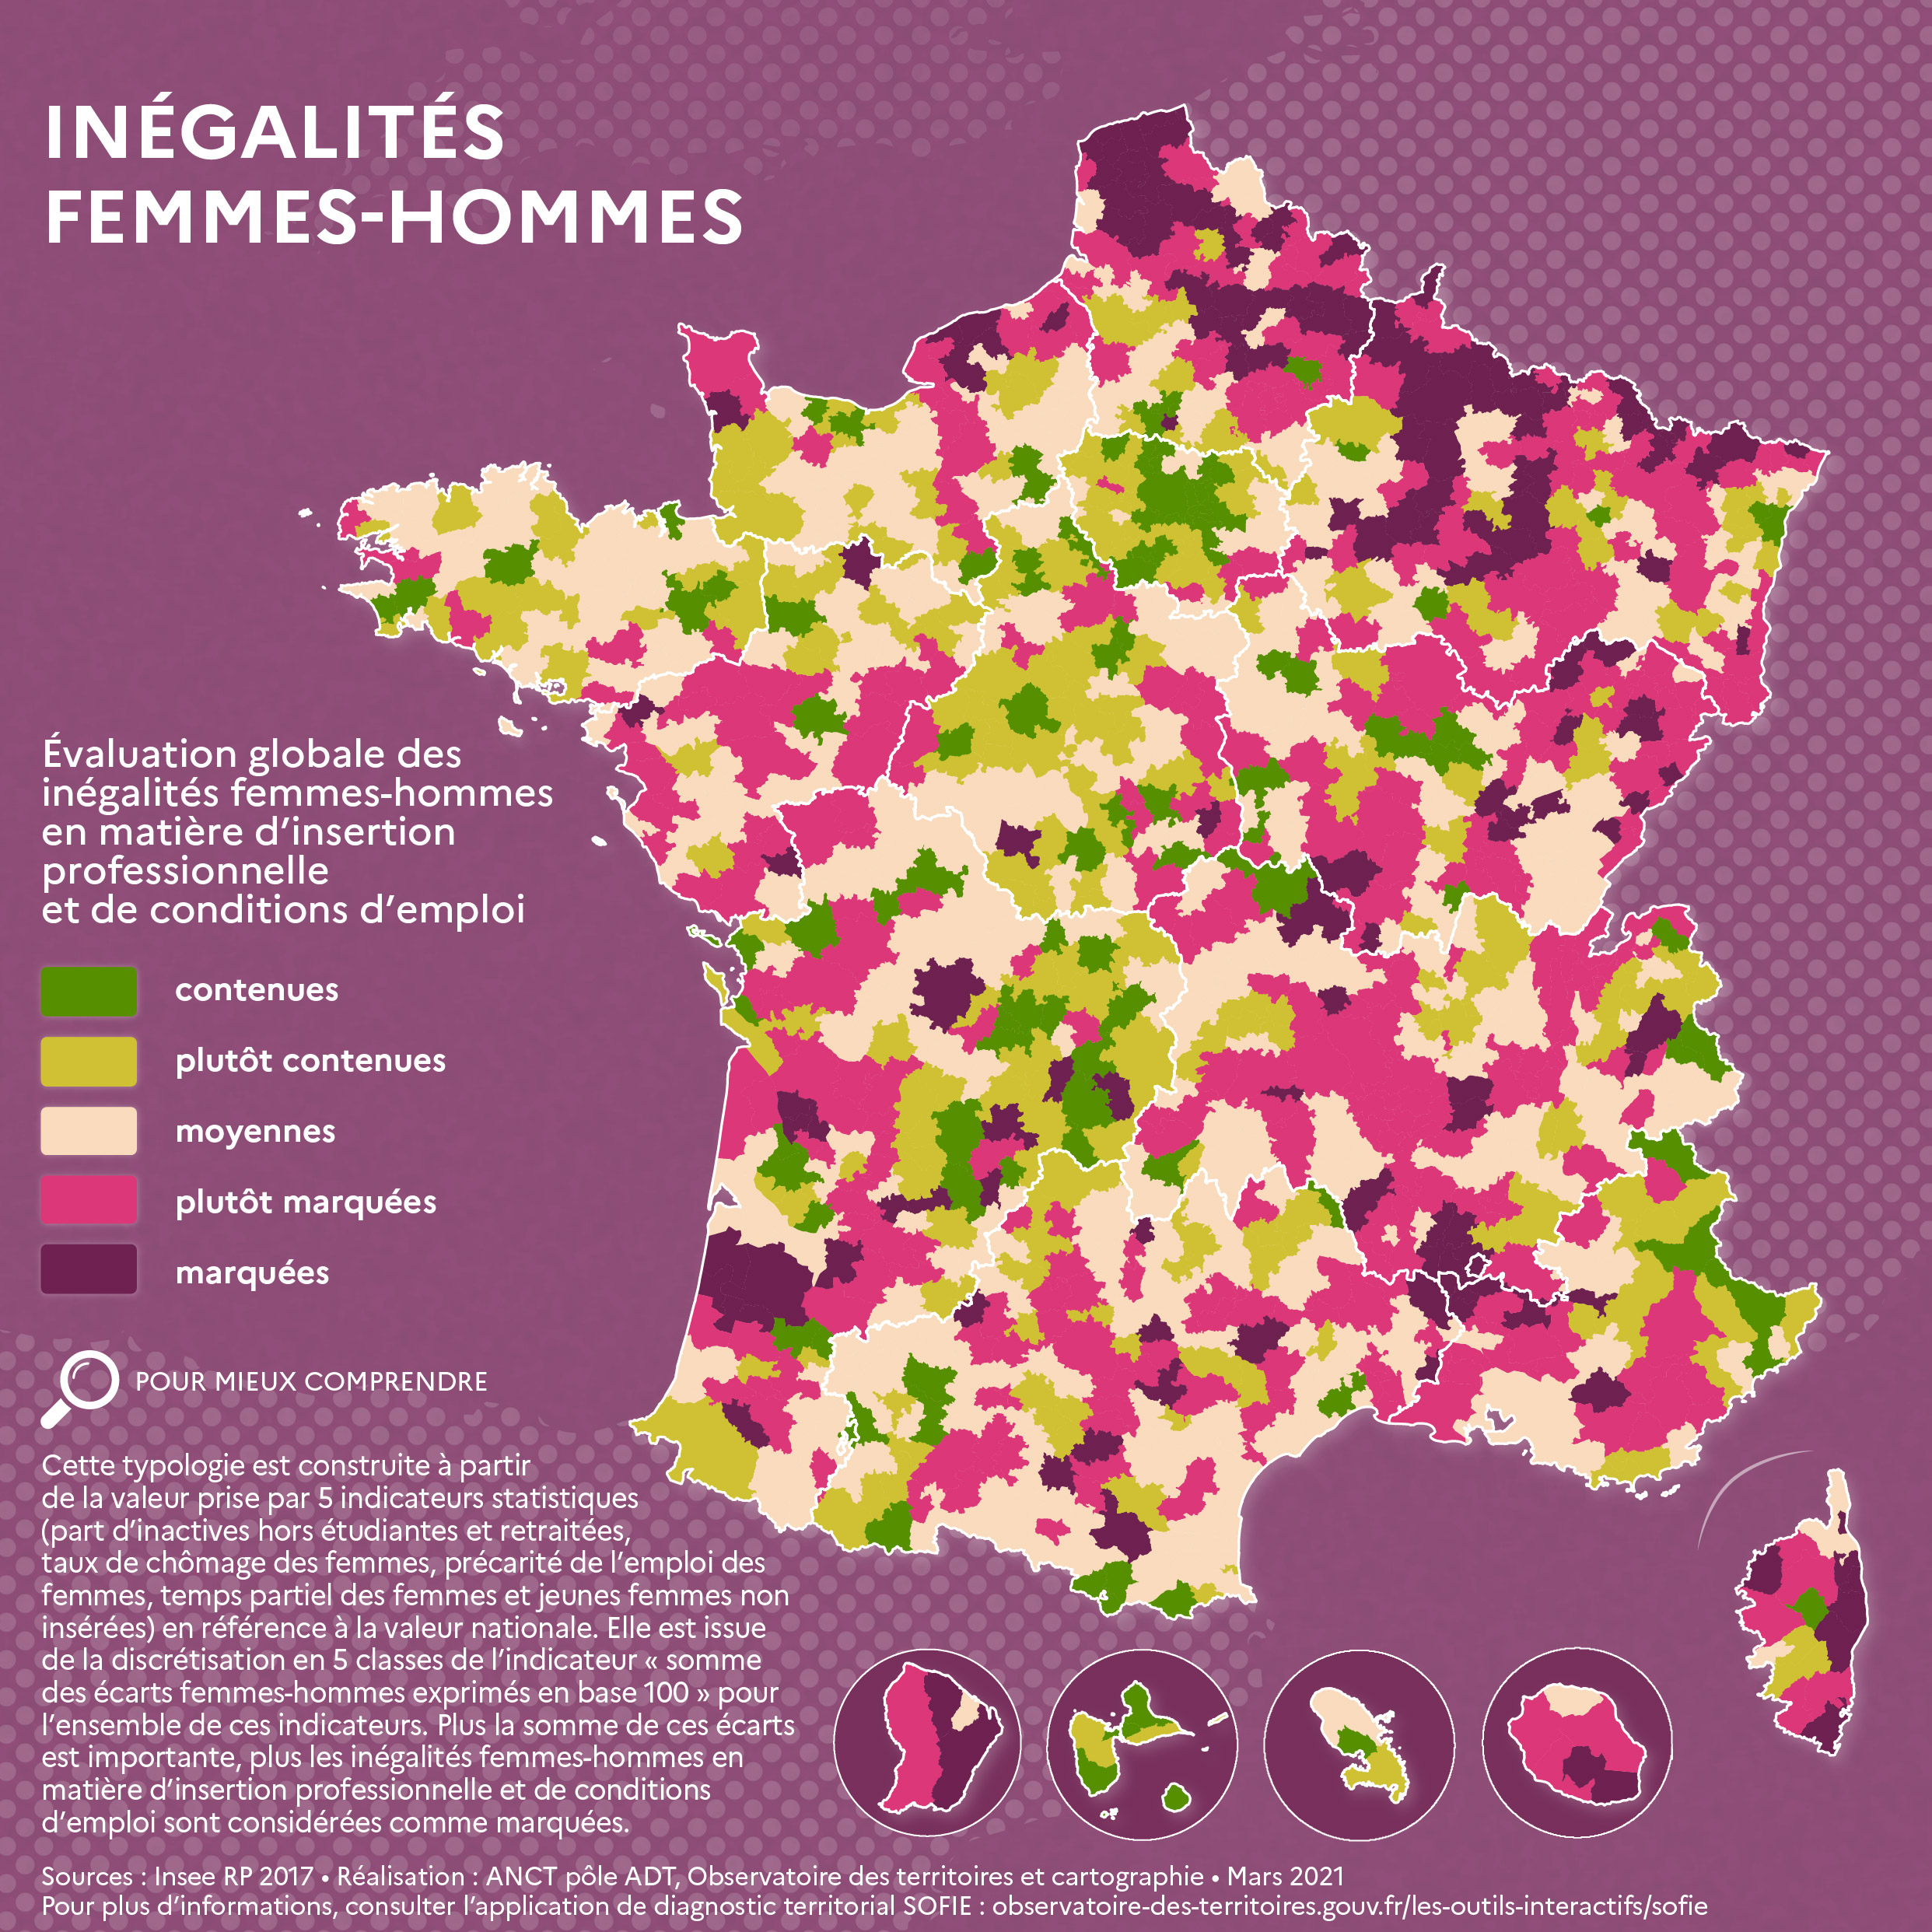 INÉGALITÉS
FEMMES-HOMMES
Évaluation globale des
inégalités femmes-hommes
en matière d’insertion
professionnelle
et de conditions d’emploi
contenues
plutôt contenues
moyennes
plutôt marquées
marquées
POUR MIEUX COMPRENDRE
Cette typologie est construite à partir
de la valeur prise par 5 indicateurs statistiques
(part d’inactives hors étudiantes et retraitées,
taux de chômage des femmes, précarité de l’emploi des
femmes, temps partiel des femmes et jeunes femmes non
insérées) en référence à la valeur nationale. Elle est issue
de la discrétisation en 5 classes de l’indicateur « somme
des écarts femmes-hommes exprimés en base 100 » pour
l’ensemble de ces indicateurs. Plus la somme de ces écarts
est importante, plus les inégalités femmes-hommes en
matière d’insertion professionnelle et de conditions
d’emploi sont considérées comme marquées.
Sources : Insee RP 2017 • Réalisation : ANCT pôle ADT, Observatoire des territoires et cartographie • Mars 2021
Pour plus d’informations, consulter l’application de diagnostic territorial SOFIE : observatoire-des-territoires.gouv.fr/les-outils-interactifs/sofie